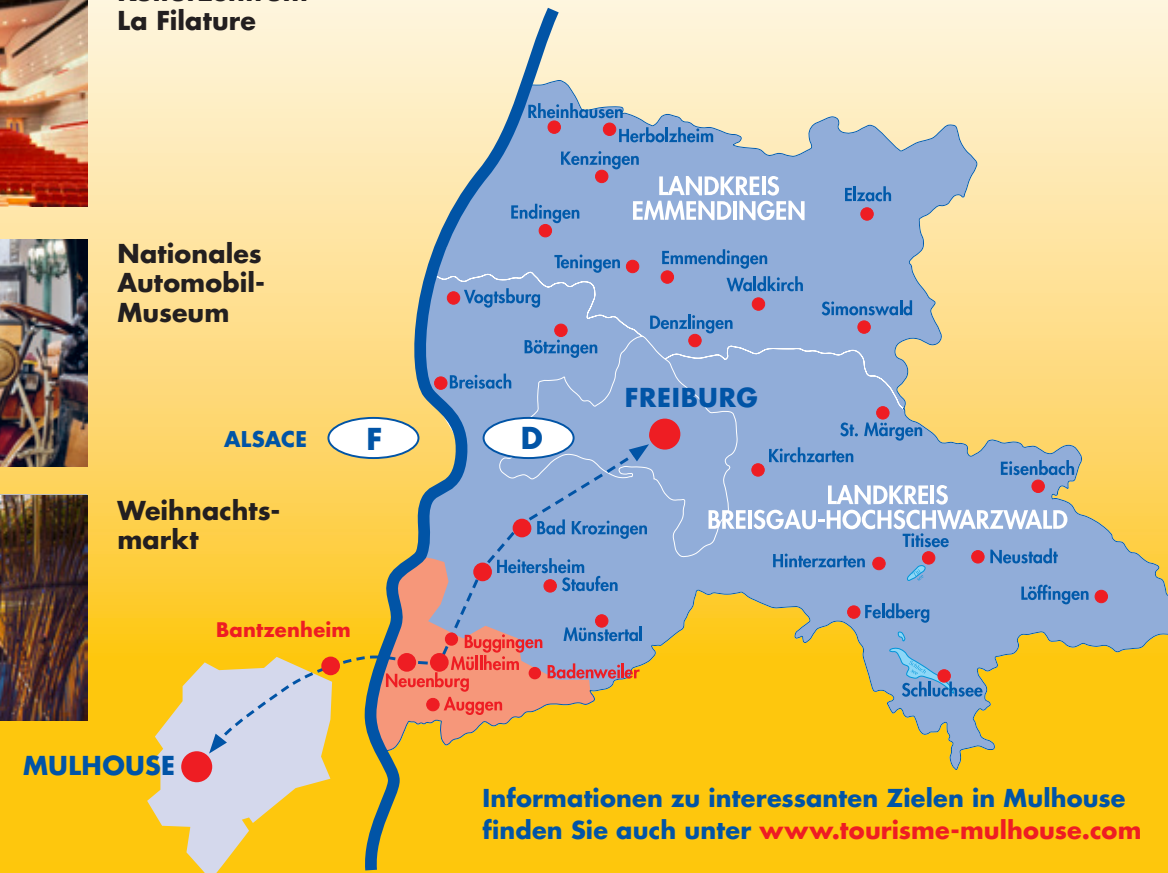 La Filature
Nationales
Automobil-
Museum
Weihnachts-
markt
Rheinhausen
Herbolzheim
Kenzingen
LANDKREIS
EMMENDINGEN
Elzach
Endingen
Teningen
Emmendingen
Waldkirch
Vogtsburg
Simonswald
Denzlingen
Bötzingen
Breisach
FREIBURG
ALSACE
F
D
St. Märgen
Kirchzarten
Eisenbach
LANDKREIS
BREISGAU-HOCHSCHWARZWALD
Bad Krozingen
Titisee
Hinterzarten
Neustadt
Heitersheim
Staufen
Löffingen
Feldberg
Münstertal
Bantzenheim
Buggingen
Müllheim
Badenweiler
Neuenburg
Auggen
Schluchsee
MULHOUSE
Informationen zu interessanten Zielen in Mulhouse
finden Sie auch unter www.tourisme-mulhouse.com